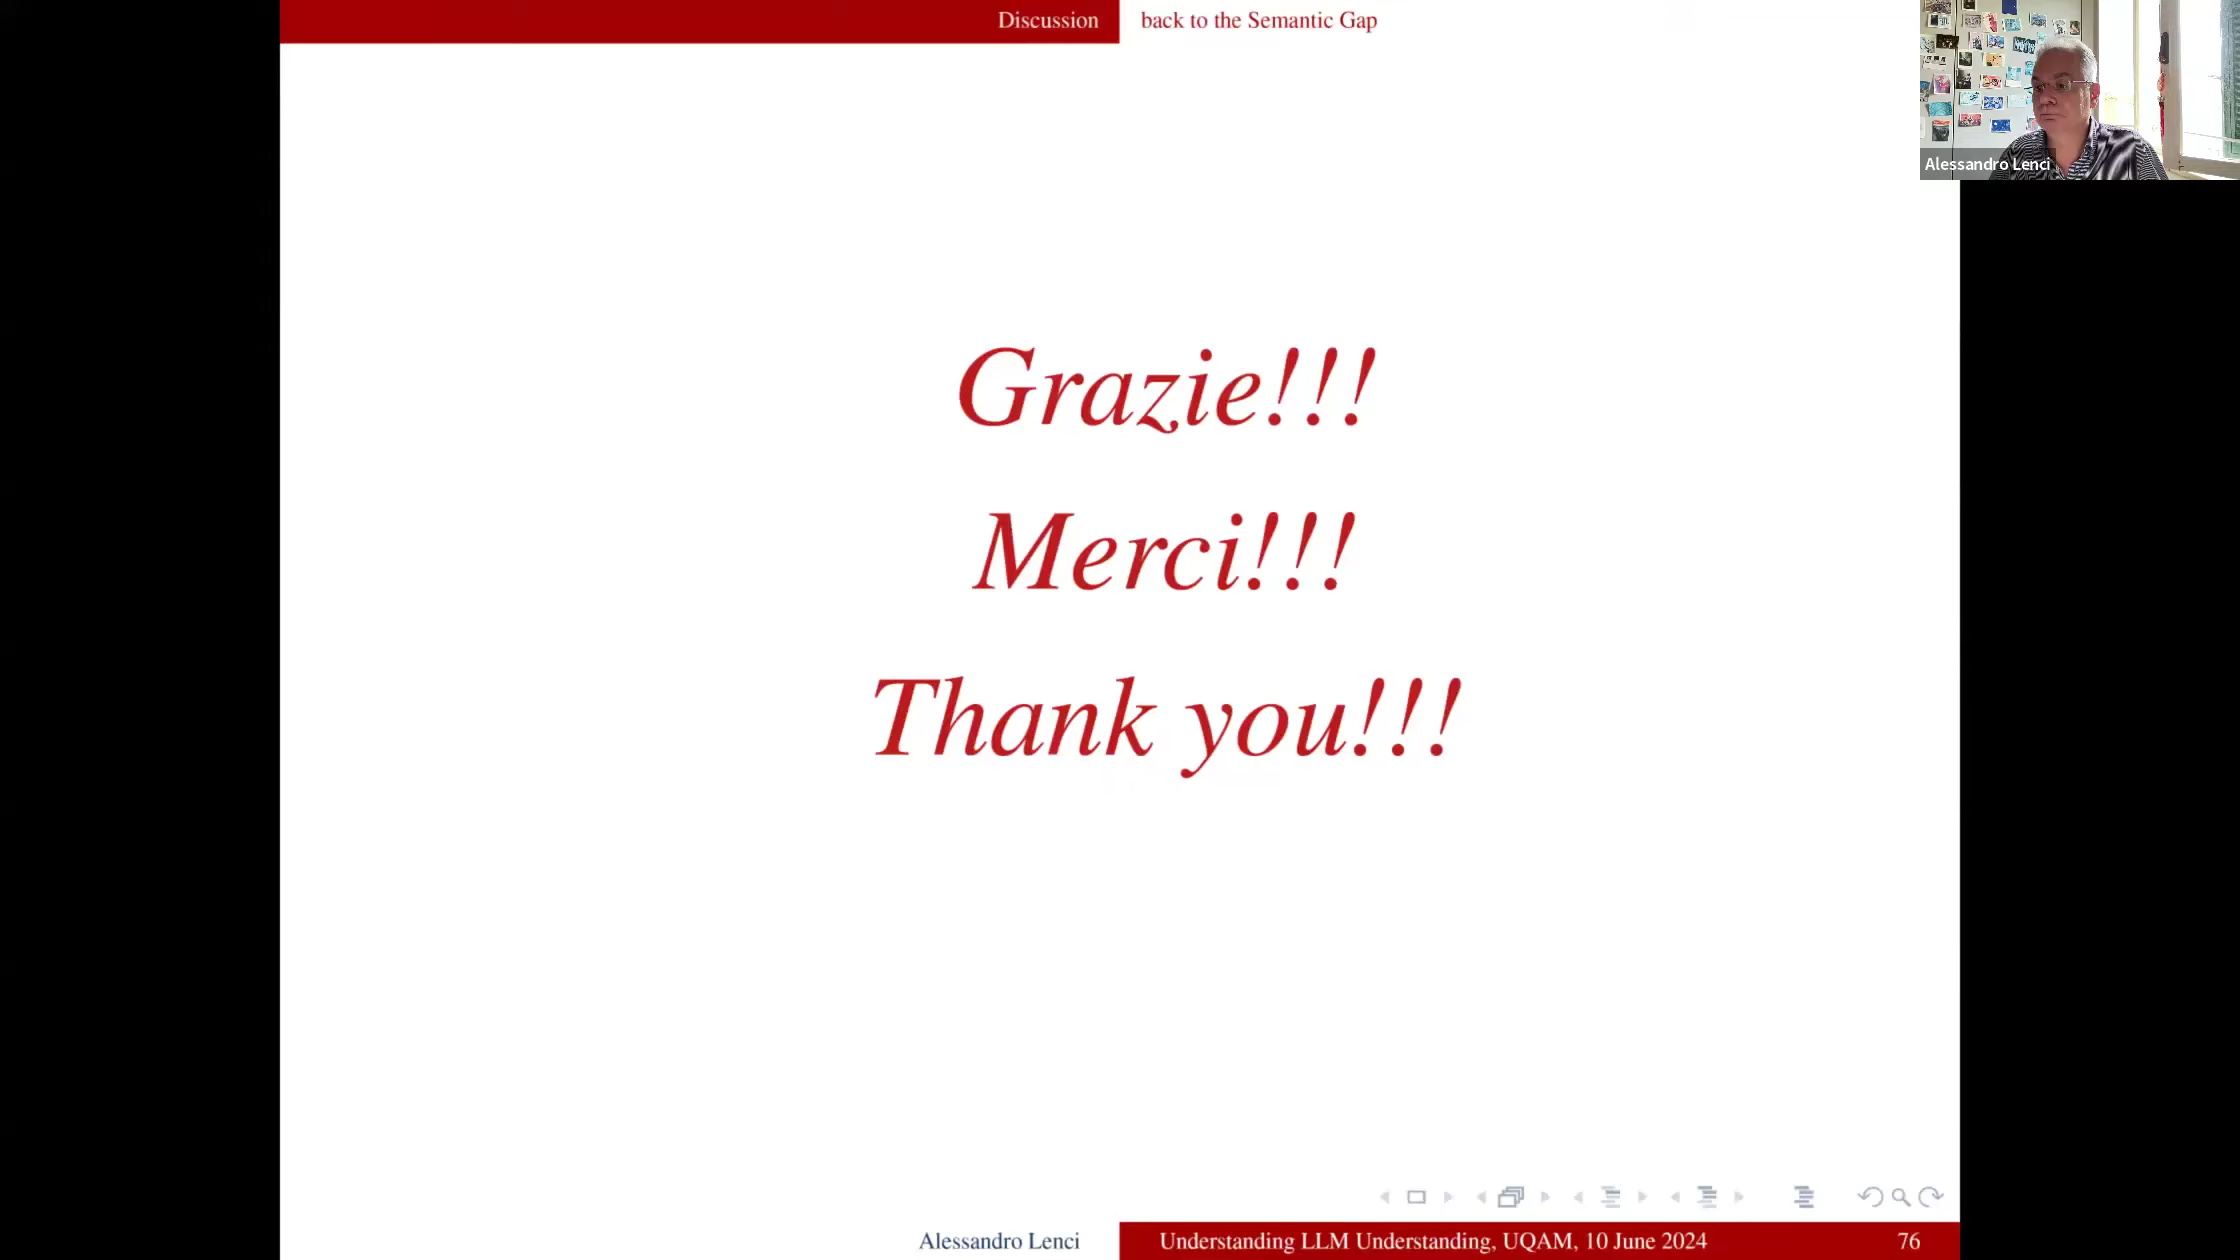 Discussion back to the Semantic Gap
Alessandro Lenci
Grazie!!!
Merci!!!
Thank you!!!
Alessandro Lenci Understanding LLM Understanding, UQAM, 10 June 2024 76